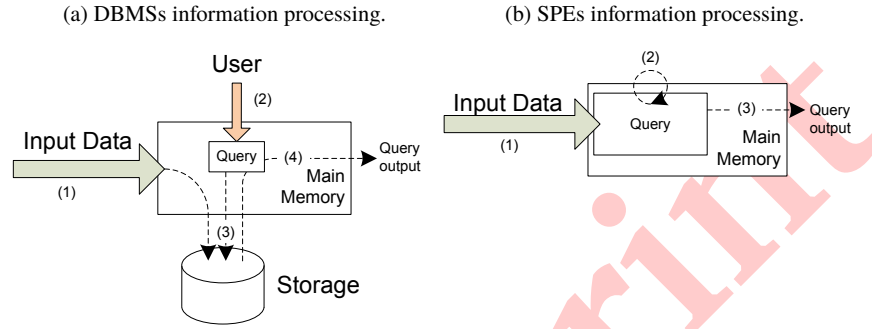 (a) DBMSs information processing.
User
(2)
Input Data
(1)
Query
(4)
Main
Memory
Query
output
(3)
Storage
(b) SPEs information processing.
(2)
Input Data
(1)
Query
(3)
Main
Memory
Query
output
rint